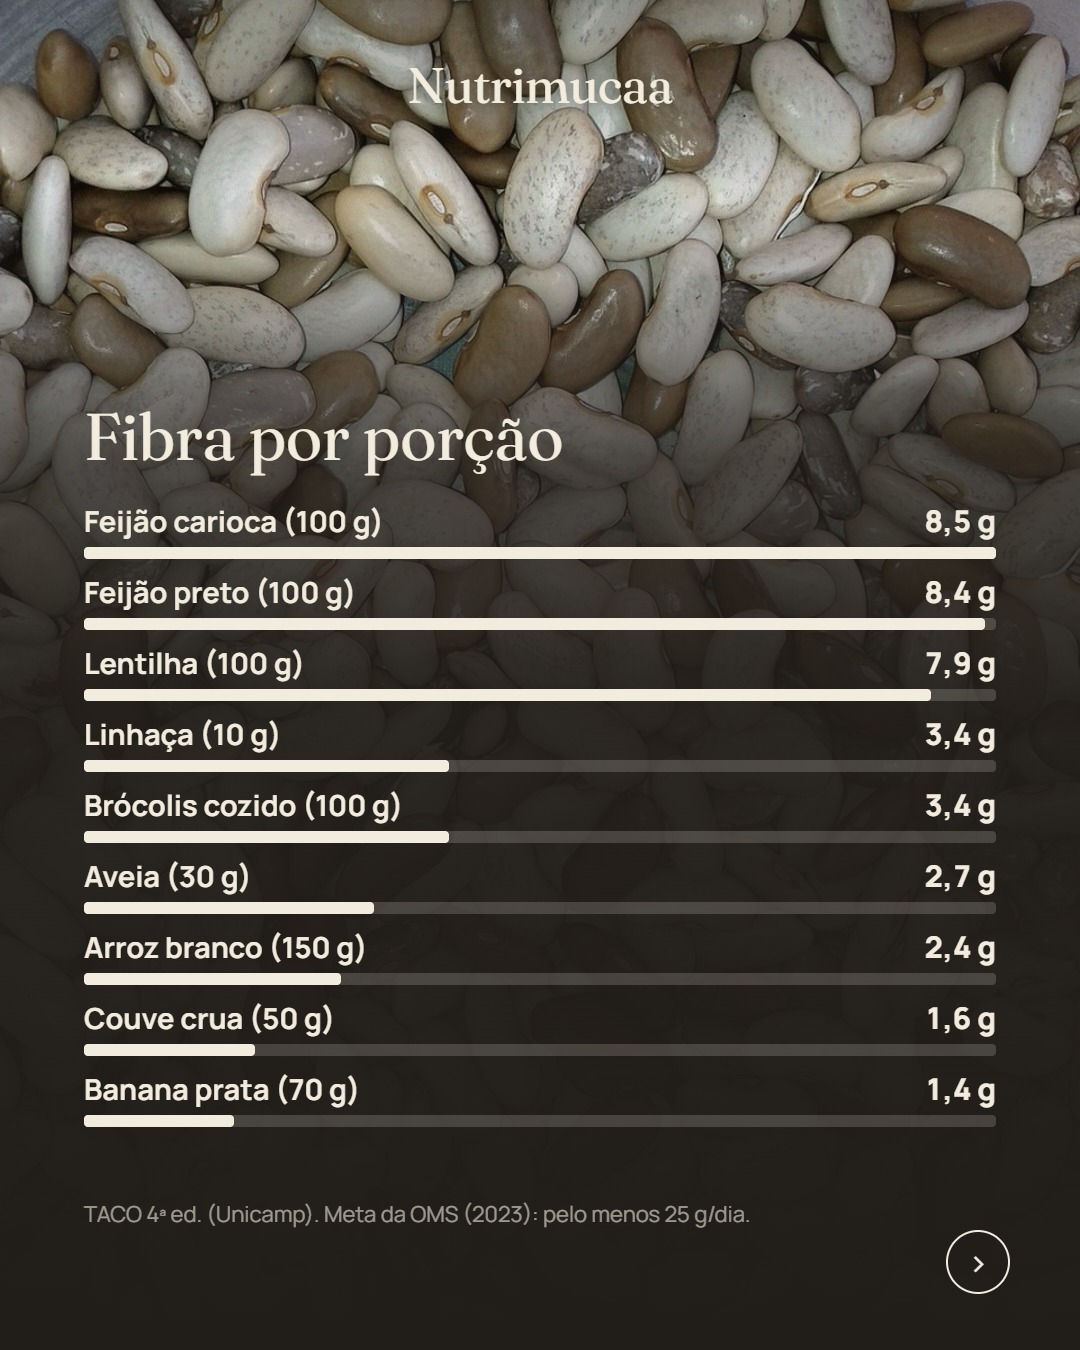 Nutrimucaa
Fibra por porção
Feijão carioca (100 g) 8,5 g
Feijão preto (100 g) 8,4 g
Lentilha (100 g) 7,9 g
Linhaça (10 g) 3,4 g
Brócolis cozido (100 g) 3,4 g
Aveia (30 g) 2,7 g
Arroz branco (150 g) 2,4 g
Couve crua (50 g) 1,6 g
Banana prata (70 g) 1,4 g
TACO 4ª ed. (Unicamp). Meta da OMS (2023): pelo menos 25 g/dia.